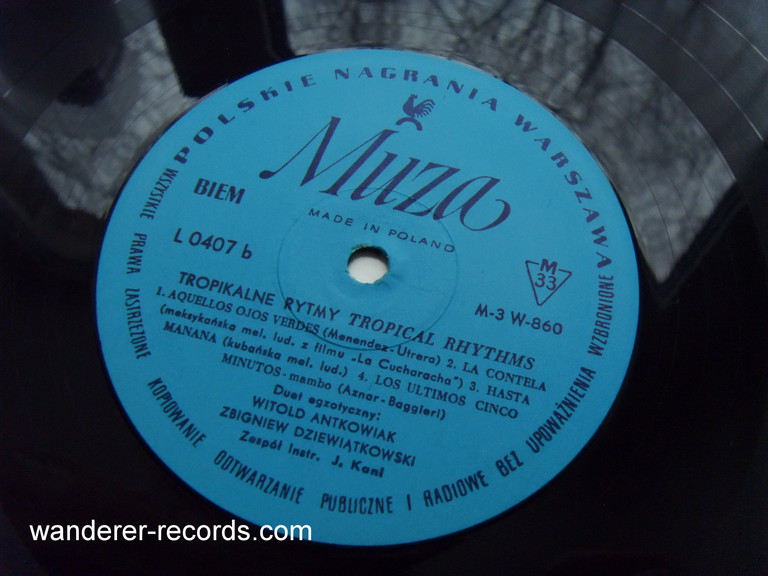 POLSKIE NAGRANIA WARSZAWA
Muza
MADE IN POLAND
BIEM
L 0407 b
M
33
M-3 W-860
TROPIKALNE RYTMY TROPICAL RHYTHMS
1. AQUELLOS OJOS VERDES (Menendez-Utrera) 2. LA CONTELA
(meksykańska mel. lud. z filmu „La Cucharacha") 3. HASTA
MANANA (kubańska mel. lud.) 4. LOS ULTIMOS CINCO
MINUTOS - mambo (Aznar-Baggieri)
Duet egzotyczny:
WITOLD ANTKOWIAK
ZBIGNIEW DZIEWIĄTKOWSKI
Zespół Instr. J. Kani
WSZYSTKIE PRAWA ZASTRZEŻONE KOPIOWANIE ODTWARZANIE PUBLICZNE I RADIOWE BEZ UPOWAŻNIENIA WZBRONIONE
wanderer-records.com